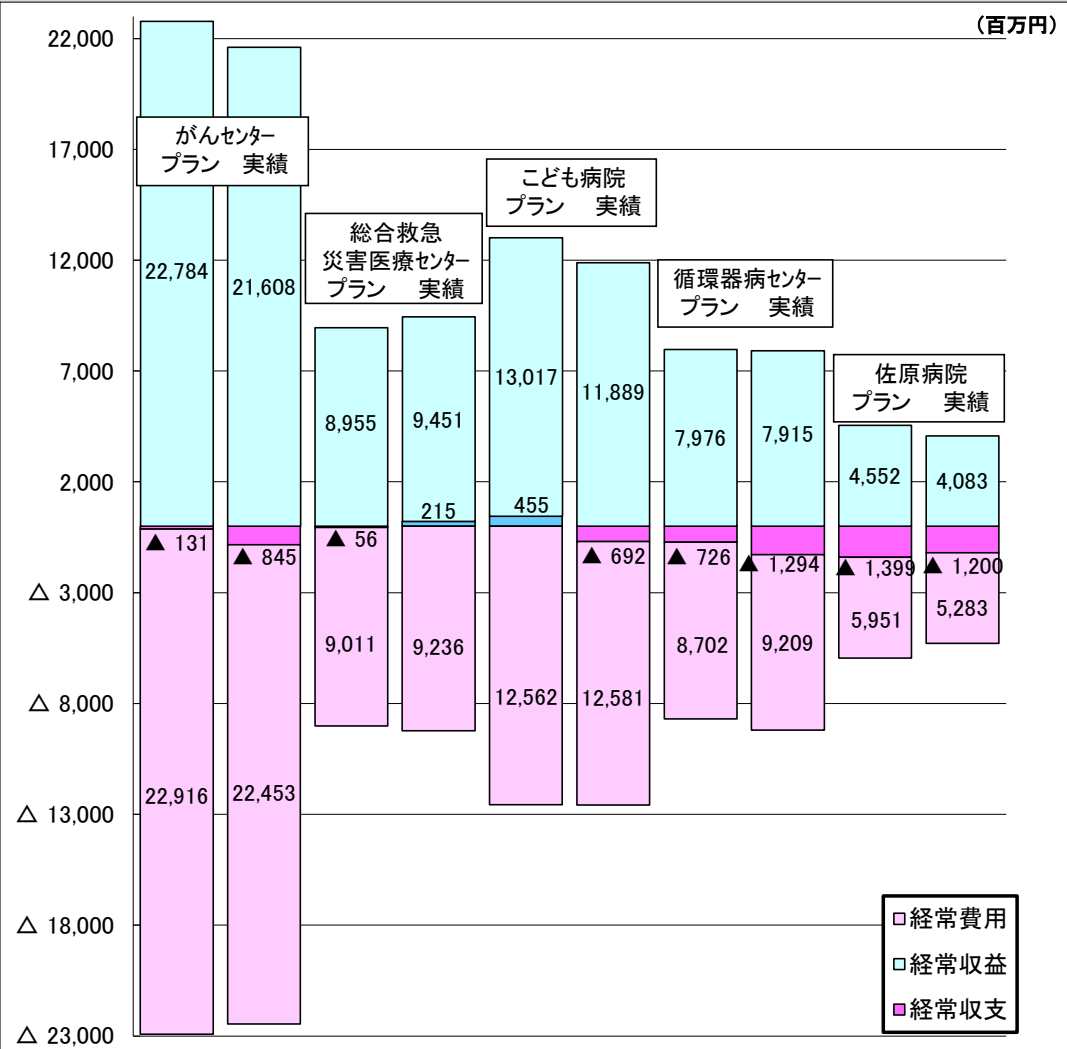 (百万円)
22,000
17,000
12,000
7,000
2,000
△ 3,000
△ 8,000
△ 13,000
△ 18,000
△ 23,000
がんセンター
プラン 実績
22,784
21,608
▲ 131
▲ 845
22,916
22,453
総合救急
災害医療センター
プラン 実績
8,955
9,451
▲ 56
215
9,011
9,236
こども病院
プラン 実績
13,017
11,889
455
▲ 692
12,562
12,581
循環器病センター
プラン 実績
7,976
7,915
▲ 726
▲ 1,294
8,702
9,209
佐原病院
プラン 実績
4,552
4,083
▲ 1,399
▲ 1,200
5,951
5,283
経常費用
経常収益
経常収支